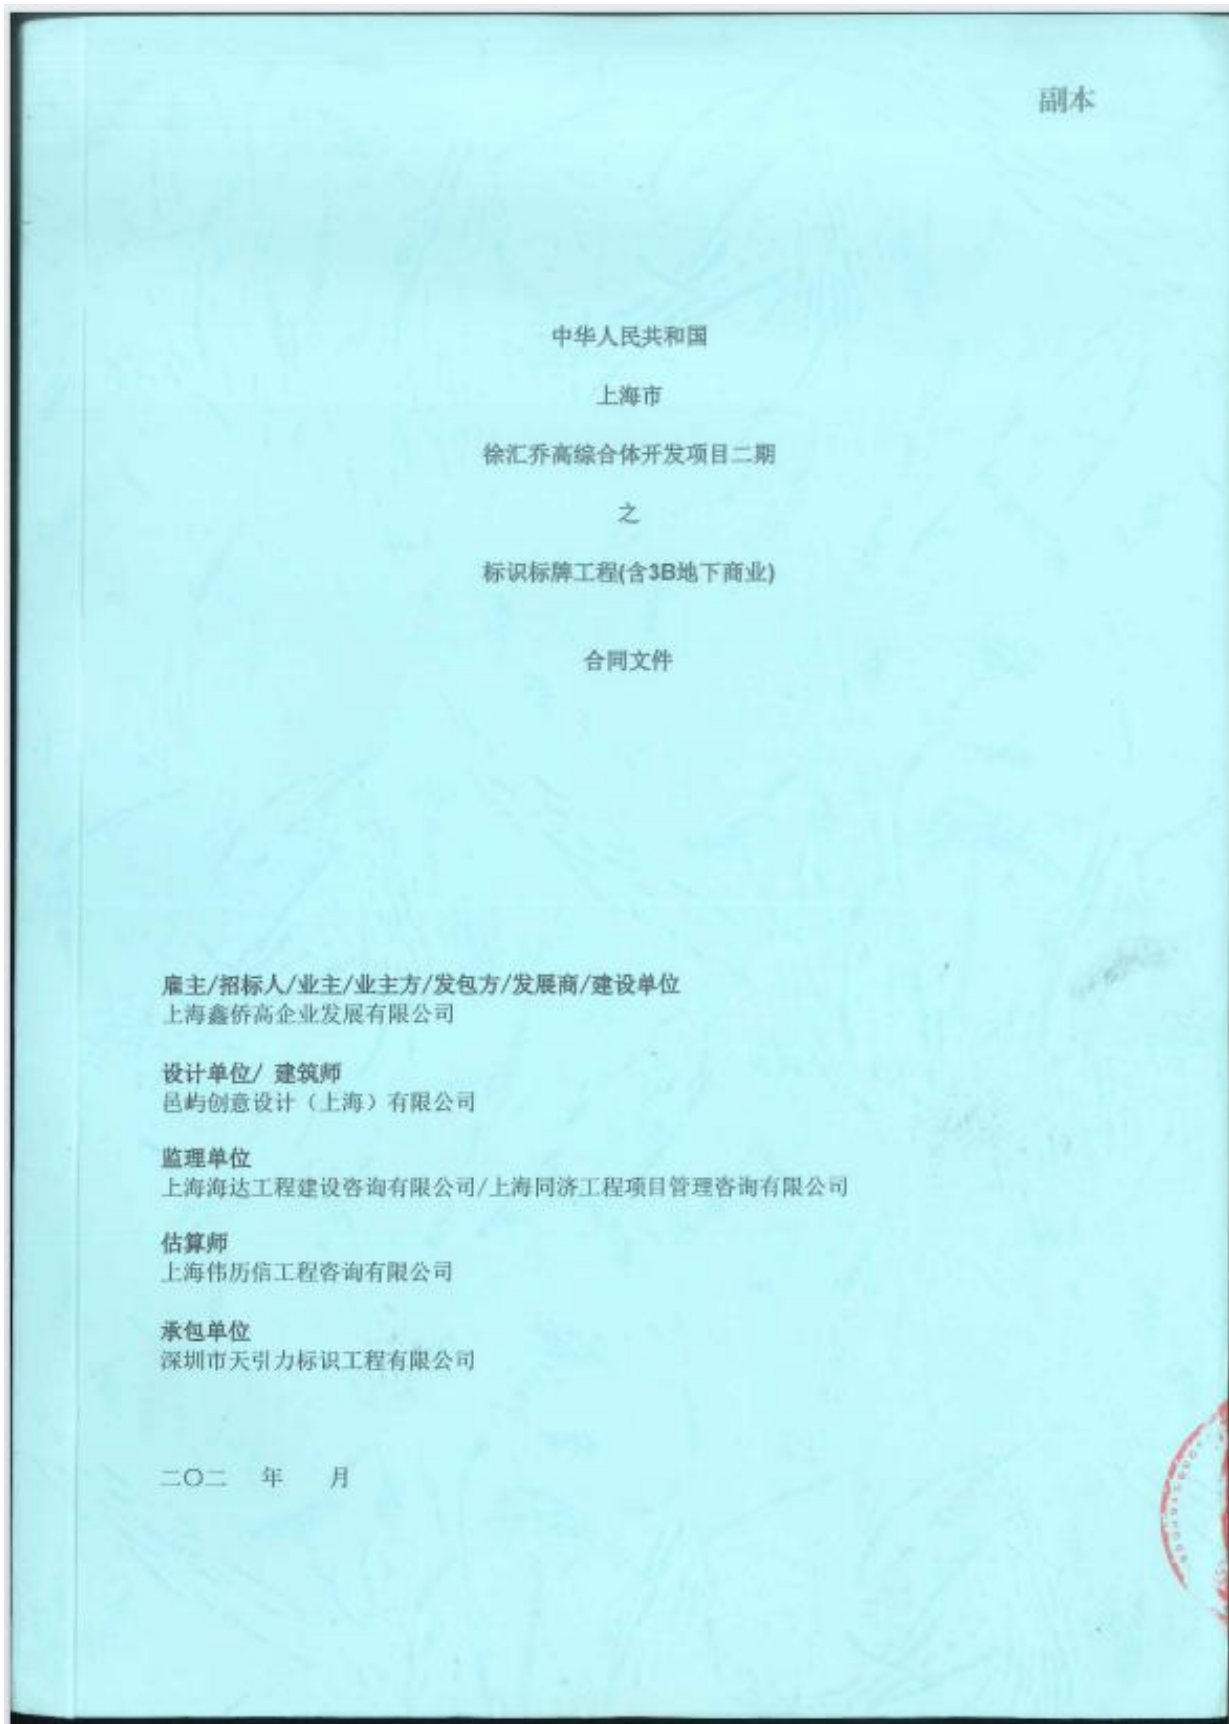 副本
中华人民共和国
上海市
徐汇乔高综合体开发项目二期
之
标识标牌工程(含3B地下商业)
合同文件
雇主/招标人/业主/业主方/发包方/发展商/建设单位
上海鑫侨高企业发展有限公司
设计单位/ 建筑师
邑屿创意设计（上海）有限公司
监理单位
上海海达工程建设咨询有限公司/上海同济工程项目管理咨询有限公司
估算师
上海伟历信工程咨询有限公司
承包单位
深圳市天引力标识工程有限公司
二〇二 年 月